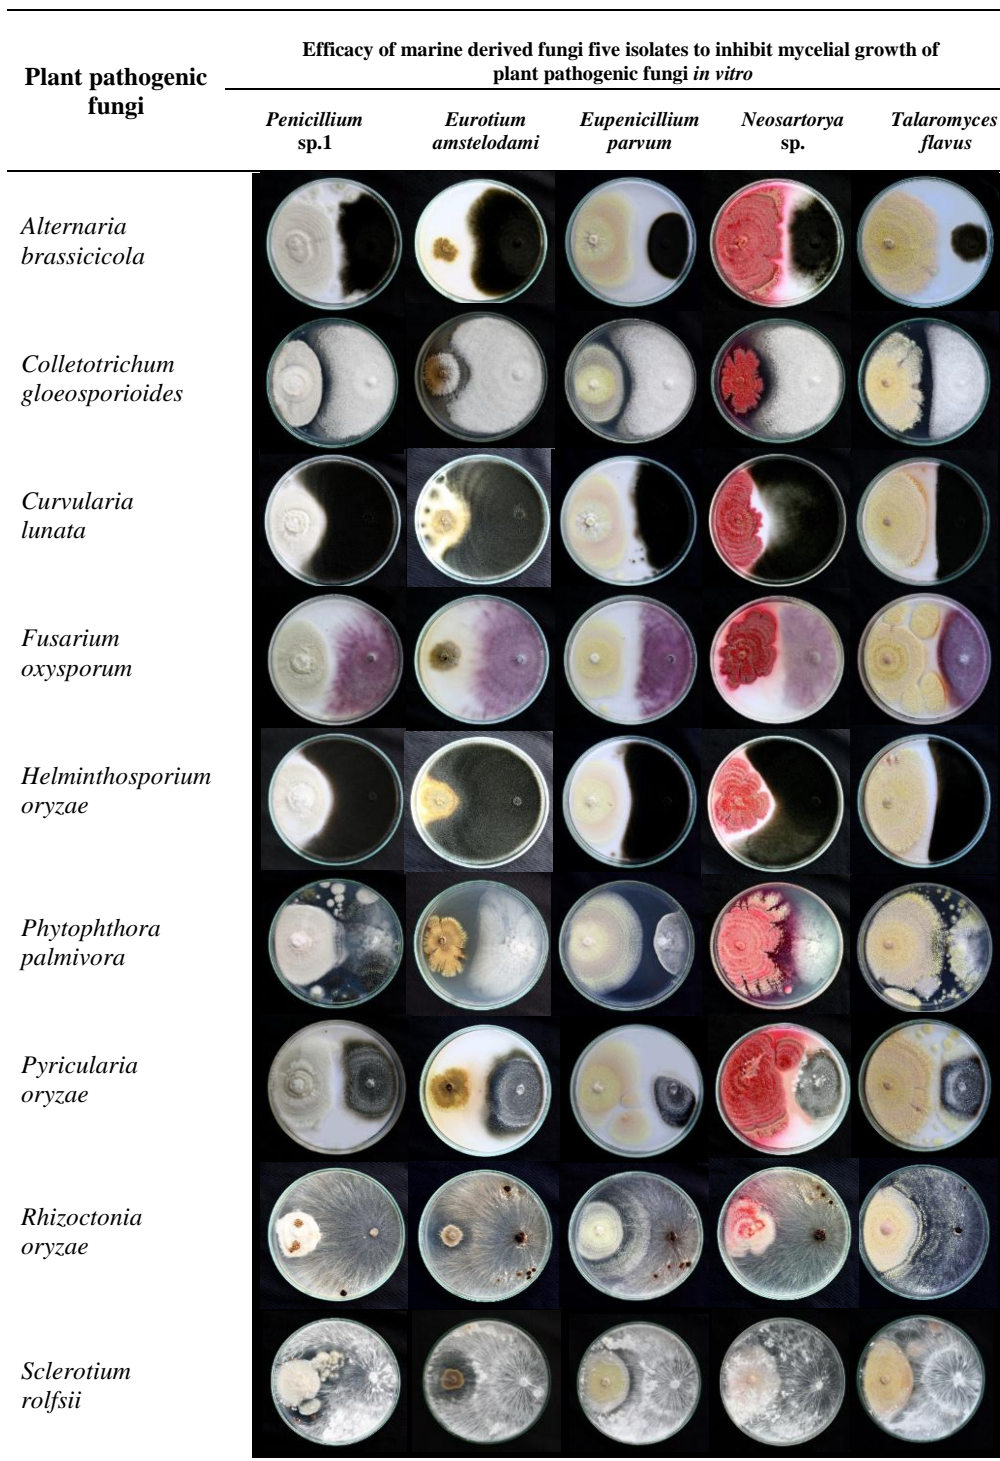 Efficacy of marine derived fungi five isolates to inhibit mycelial growth of
plant pathogenic fungi in vitro
Plant pathogenic
fungi
Penicillium
sp.1
Eurotium
amstelodami
Eupenicillium
parvum
Neosartorya
sp.
Talaromyces
flavus
Alternaria
brassicicola
Colletotrichum
gloeosporioides
Curvularia
lunata
Fusarium
oxysporum
Helminthosporium
oryzae
Phytophthora
palmivora
Pyricularia
oryzae
Rhizoctonia
oryzae
Sclerotium
rolfsii